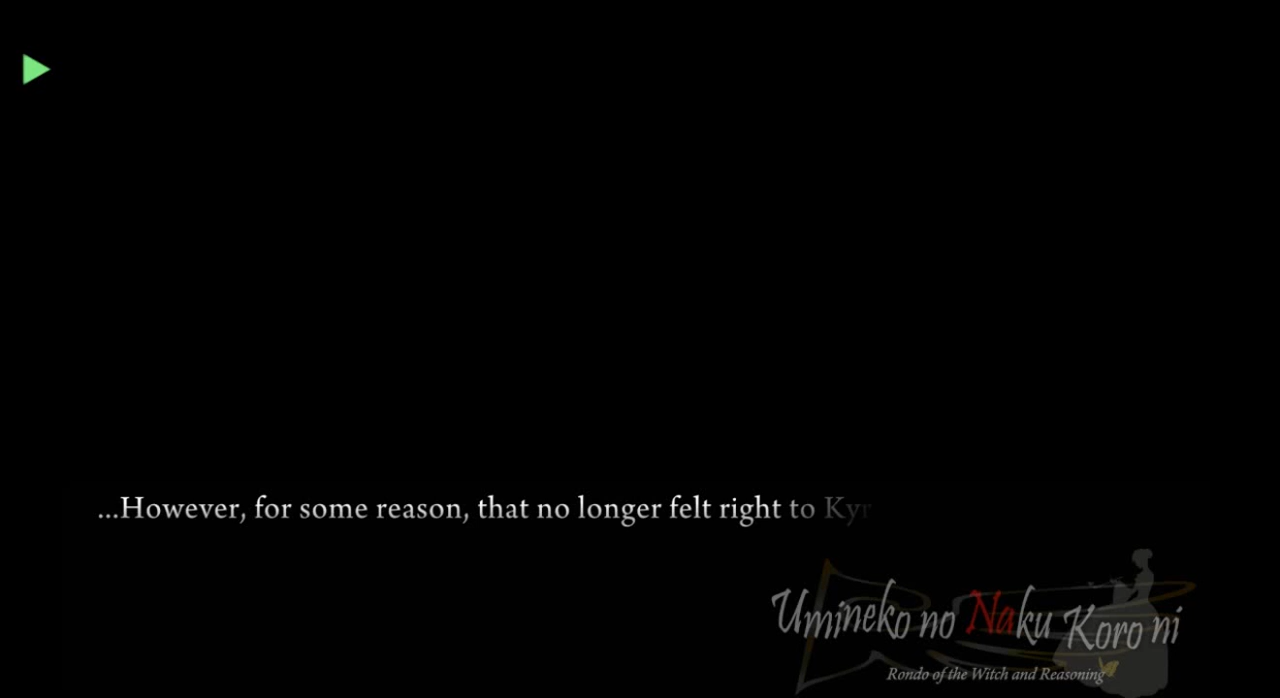 ...However, for some reason, that no longer felt right to Kyr
Umineko no Naku Koro ni
Rondo of the Witch and Reasoning